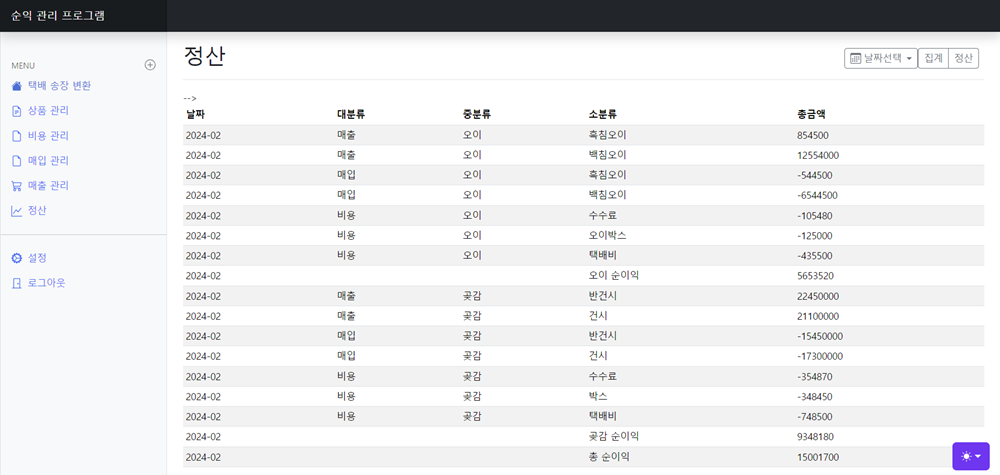 순익 관리 프로그램
MENU
택배 송장 변환
상품 관리
비용 관리
매입 관리
매출 관리
정산
설정
로그아웃
정산
날짜선택 집계 정산
-->
날짜 대분류 중분류 소분류 총금액
2024-02 매출 오이 흑침오이 854500
2024-02 매출 오이 백침오이 12554000
2024-02 매입 오이 흑침오이 -544500
2024-02 매입 오이 백침오이 -6544500
2024-02 비용 오이 수수료 -105480
2024-02 비용 오이 오이박스 -125000
2024-02 비용 오이 택배비 -435500
2024-02 오이 순이익 5653520
2024-02 매출 곶감 반건시 22450000
2024-02 매출 곶감 건시 21100000
2024-02 매입 곶감 반건시 -15450000
2024-02 매입 곶감 건시 -17300000
2024-02 비용 곶감 수수료 -354870
2024-02 비용 곶감 박스 -348450
2024-02 비용 곶감 택배비 -748500
2024-02 곶감 순이익 9348180
2024-02 총 순이익 15001700